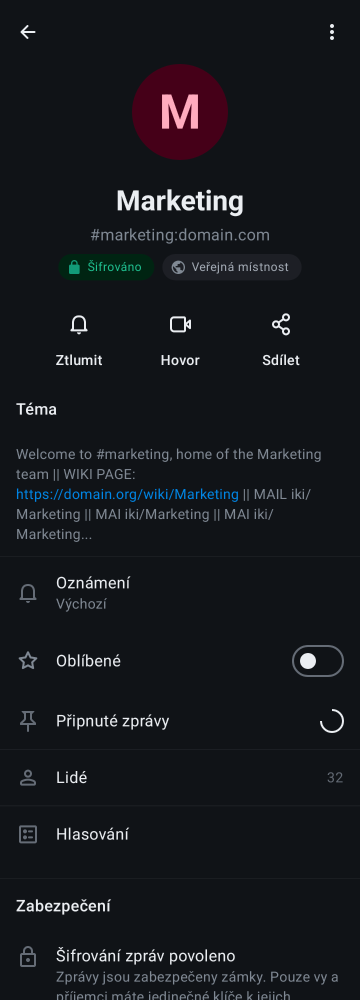 M
Marketing
#marketing:domain.com
Šifrováno
Veřejná místnost
Ztlumit
Hovor
Sdílet
Téma
Welcome to #marketing, home of the Marketing
team || WIKI PAGE:
https://domain.org/wiki/Marketing || MAIL iki/
Marketing || MAI iki/Marketing || MAI iki/
Marketing...
Oznámení
Výchozí
Oblíbené
Připnuté zprávy
Lidé
32
Hlasování
Zabezpečení
Šifrování zpráv povoleno
Zprávy jsou zabezpečeny zámky. Pouze vy a
příjemci máte jedinečné klíče k jejich